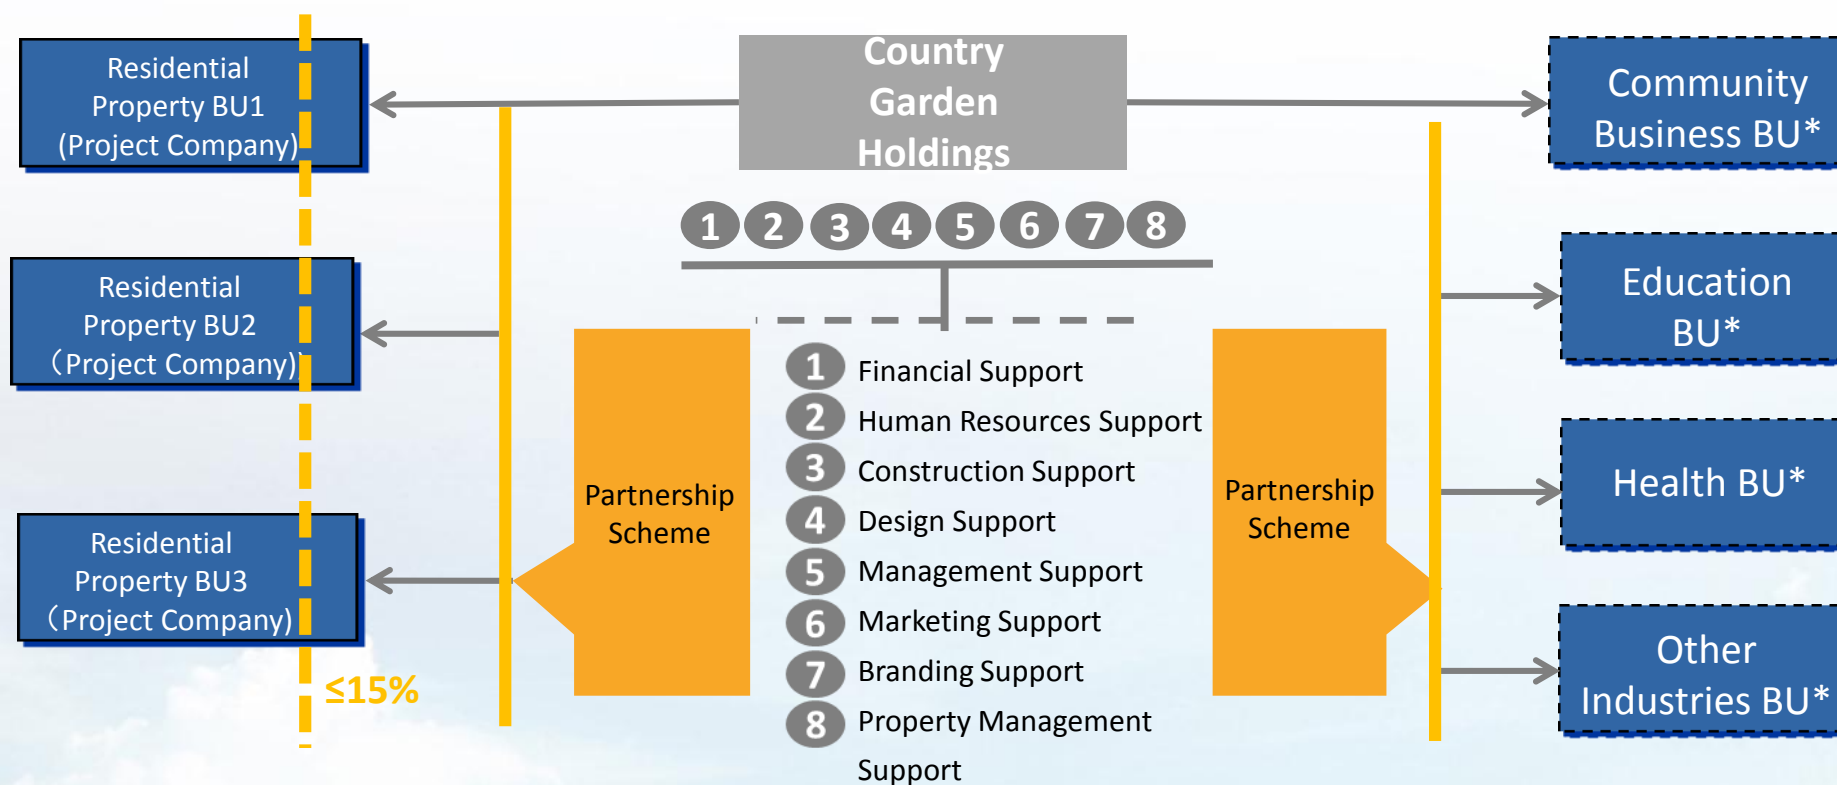 Residential
Property BU1
(Project Company)
Residential
Property BU2
（Project Company)
Residential
Property BU3
（Project Company)
≤15%
Country
Garden
Holdings
1 2 3 4 5 6 7 8
Partnership
Scheme
1 Financial Support
2 Human Resources Support
3 Construction Support
4 Design Support
5 Management Support
6 Marketing Support
7 Branding Support
8 Property Management
Support
Partnership
Scheme
Community
Business BU*
Education
BU*
Health BU*
Other
Industries BU*